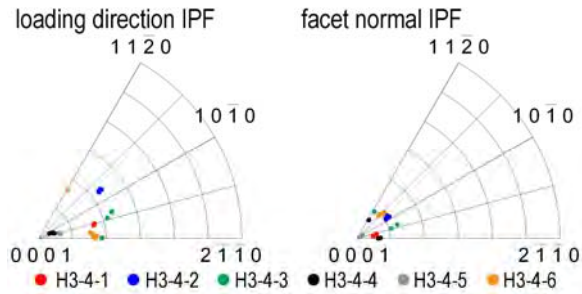 loading direction IPF
facet normal IPF
1 1 2̅ 0
1 1 2̅ 0
1 0 1̅ 0
1 0 1̅ 0
0 0 0 1
2 1̅ 1̅ 0
0 0 0 1
2 1̅ 1̅ 0
H3-4-1 H3-4-2 H3-4-3 H3-4-4 H3-4-5 H3-4-6